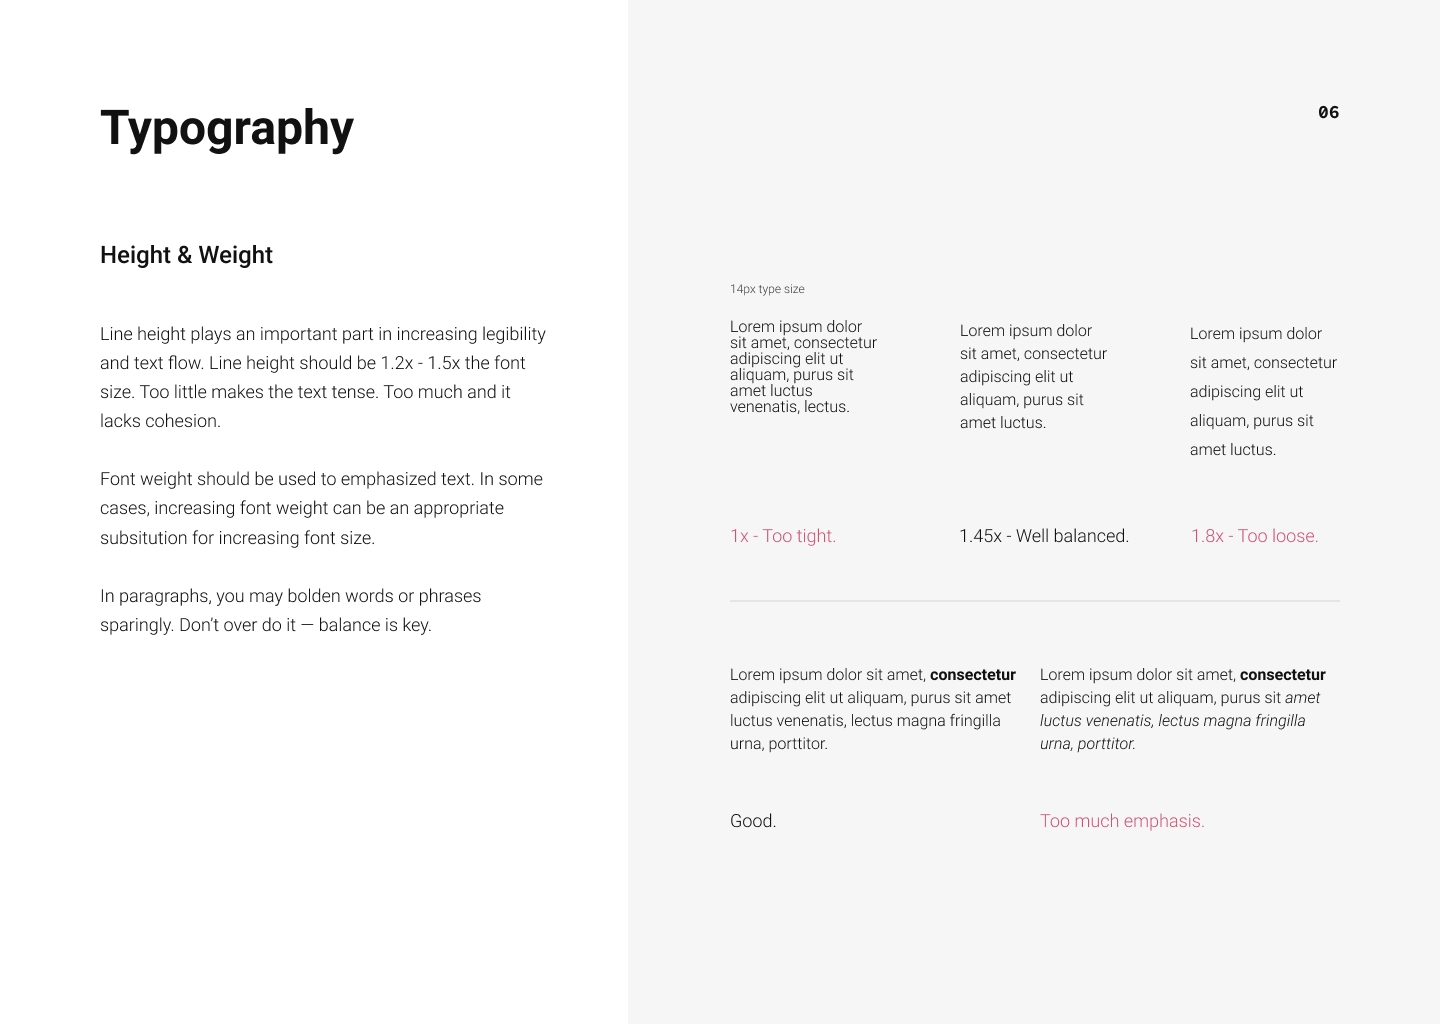 Typography
06
Height & Weight
Line height plays an important part in increasing legibility
and text flow. Line height should be 1.2x - 1.5x the font
size. Too little makes the text tense. Too much and it
lacks cohesion.
Font weight should be used to emphasized text. In some
cases, increasing font weight can be an appropriate
subsitution for increasing font size.
In paragraphs, you may bolden words or phrases
sparingly. Don't over do it — balance is key.
14px type size
Lorem ipsum dolor
sit amet, consectetur
adipiscing elit ut
aliquam, purus sit
amet luctus
venenatis, lectus.
1x - Too tight.
Lorem ipsum dolor
sit amet, consectetur
adipiscing elit ut
aliquam, purus sit
amet luctus.
1.45x - Well balanced.
Lorem ipsum dolor
sit amet, consectetur
adipiscing elit ut
aliquam, purus sit
amet luctus.
1.8x - Too loose.
Lorem ipsum dolor sit amet, consectetur
adipiscing elit ut aliquam, purus sit amet
luctus venenatis, lectus magna fringilla
urna, porttitor.
Good.
Lorem ipsum dolor sit amet, consectetur
adipiscing elit ut aliquam, purus sit amet
luctus venenatis, lectus magna fringilla
urna, porttitor.
Too much emphasis.